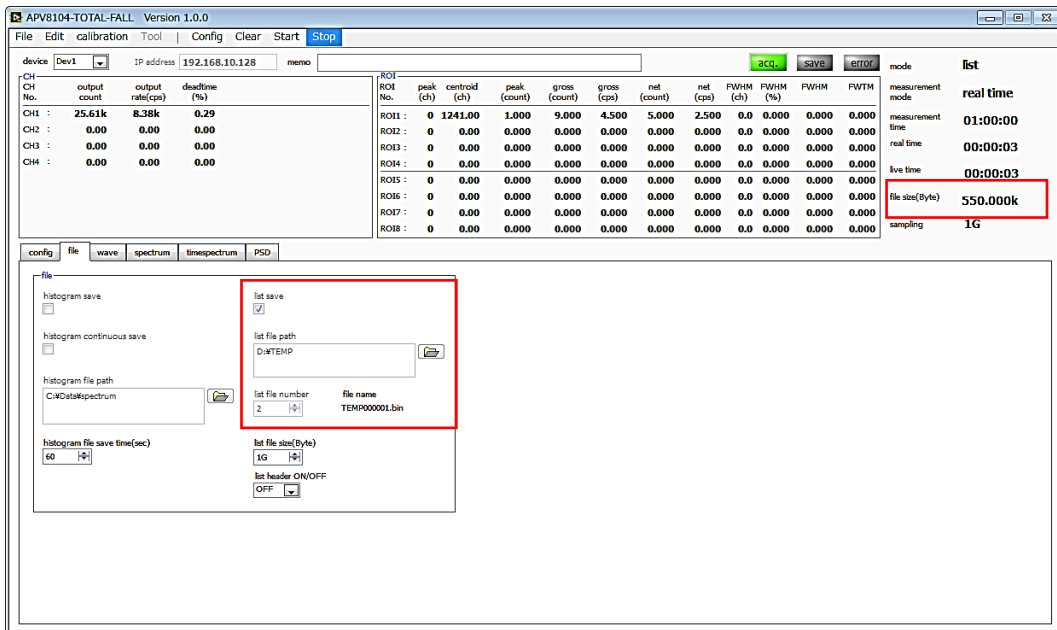 APV8104-TOTAL-FALL Version 1.0.0
File Edit calibration Tool | Config Clear Start Stop
device Dev1 IP address 192.168.10.128 memo acq. save error
mode list
measurement mode real time
measurement time 01:00:00
real time 00:00:03
live time 00:00:03
file size(Byte) 550.000k
sampling 1G
CH
CH No. output count output rate(cps) deadtime (%)
CH1 : 25.61k 8.38k 0.29
CH2 : 0.00 0.00 0.00
CH3 : 0.00 0.00 0.00
CH4 : 0.00 0.00 0.00
ROI
ROI No. peak (ch) centroid (ch) peak (count) gross (count) gross (cps) net (count) net (cps) FWHM (ch) FWHM (%) FWHM FWTM
ROI1 : 0 1241.00 1.000 9.000 4.500 5.000 2.500 0.0 0.000 0.000 0.000
ROI2 : 0 0.00 0.000 0.000 0.000 0.000 0.000 0.0 0.000 0.000 0.000
ROI3 : 0 0.00 0.000 0.000 0.000 0.000 0.000 0.0 0.000 0.000 0.000
ROI4 : 0 0.00 0.000 0.000 0.000 0.000 0.000 0.0 0.000 0.000 0.000
ROI5 : 0 0.00 0.000 0.000 0.000 0.000 0.000 0.0 0.000 0.000 0.000
ROI6 : 0 0.00 0.000 0.000 0.000 0.000 0.000 0.0 0.000 0.000 0.000
ROI7 : 0 0.00 0.000 0.000 0.000 0.000 0.000 0.0 0.000 0.000 0.000
ROI8 : 0 0.00 0.000 0.000 0.000 0.000 0.000 0.0 0.000 0.000 0.000
config file wave spectrum timespectrum PSD
file
histogram save
histogram continuous save
histogram file path
C:¥Data¥spectrum
histogram file save time(sec)
60
list save
list file path
D:¥TEMP
list file number file name
2 TEMP000001.bin
list file size(Byte)
1G
list header ON/OFF
OFF